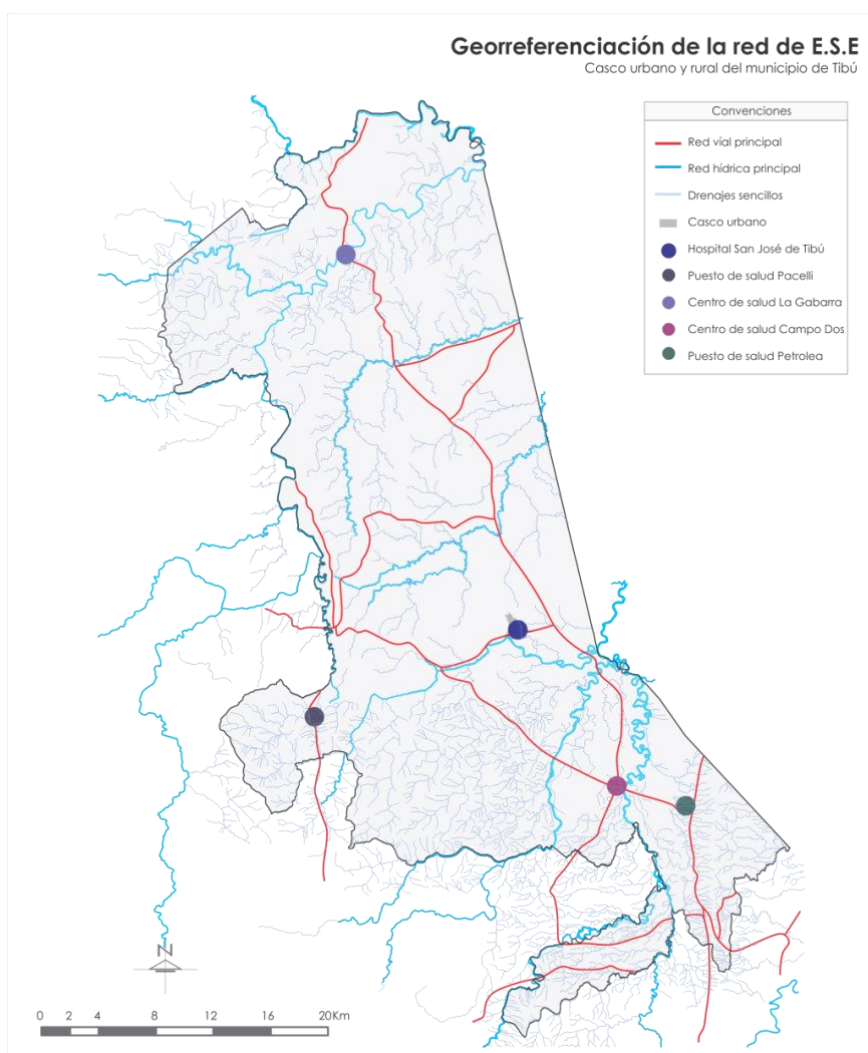 Georreferenciación de la red de E.S.E
Casco urbano y rural del municipio de Tibú
Convenciones
Red víal principal
Red hídrica principal
Drenajes sencillos
Casco urbano
Hospital San José de Tibú
Puesto de salud Pacelli
Centro de salud La Gabarra
Centro de salud Campo Dos
Puesto de salud Petrolea
N
0 2 4 8 12 16 20Km